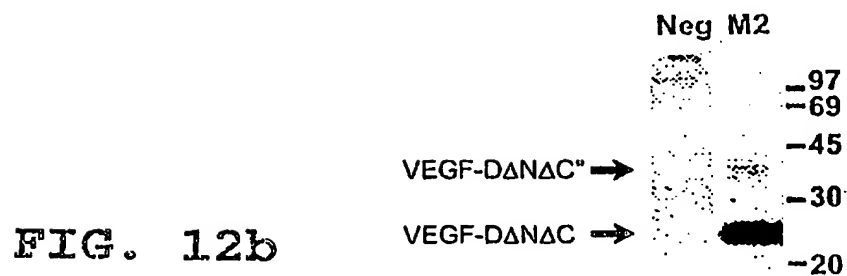 Neg M2
97
69
45
VEGF-DΔNΔC"
30
VEGF-DΔNΔC
FIG. 12b
20